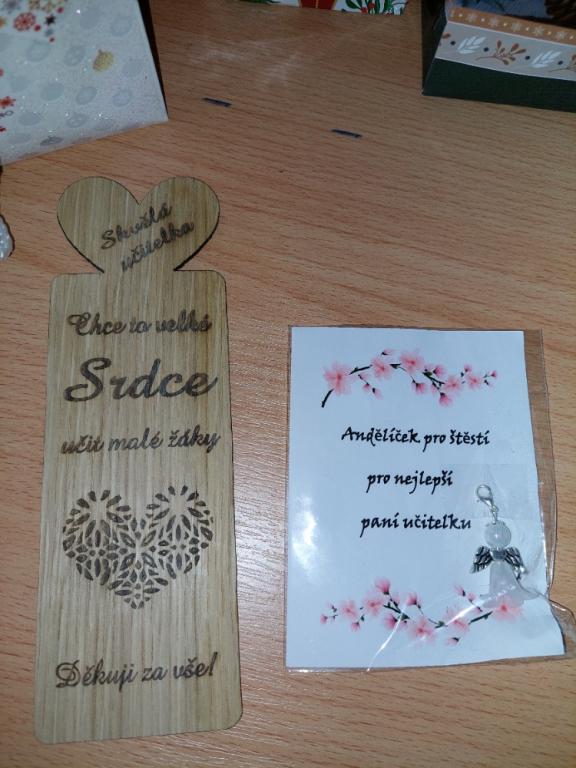 Skvělá
učitelka
Chce to velké
Srdce
učit malé žáky
Děkuji za vše!
Andělíček pro štěstí
pro nejlepší
paní učitelku